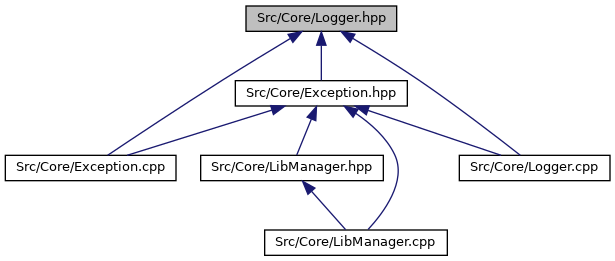 Src/Core/Logger.hpp
Src/Core/Exception.hpp
Src/Core/Exception.cpp
Src/Core/LibManager.hpp
Src/Core/Logger.cpp
Src/Core/LibManager.cpp